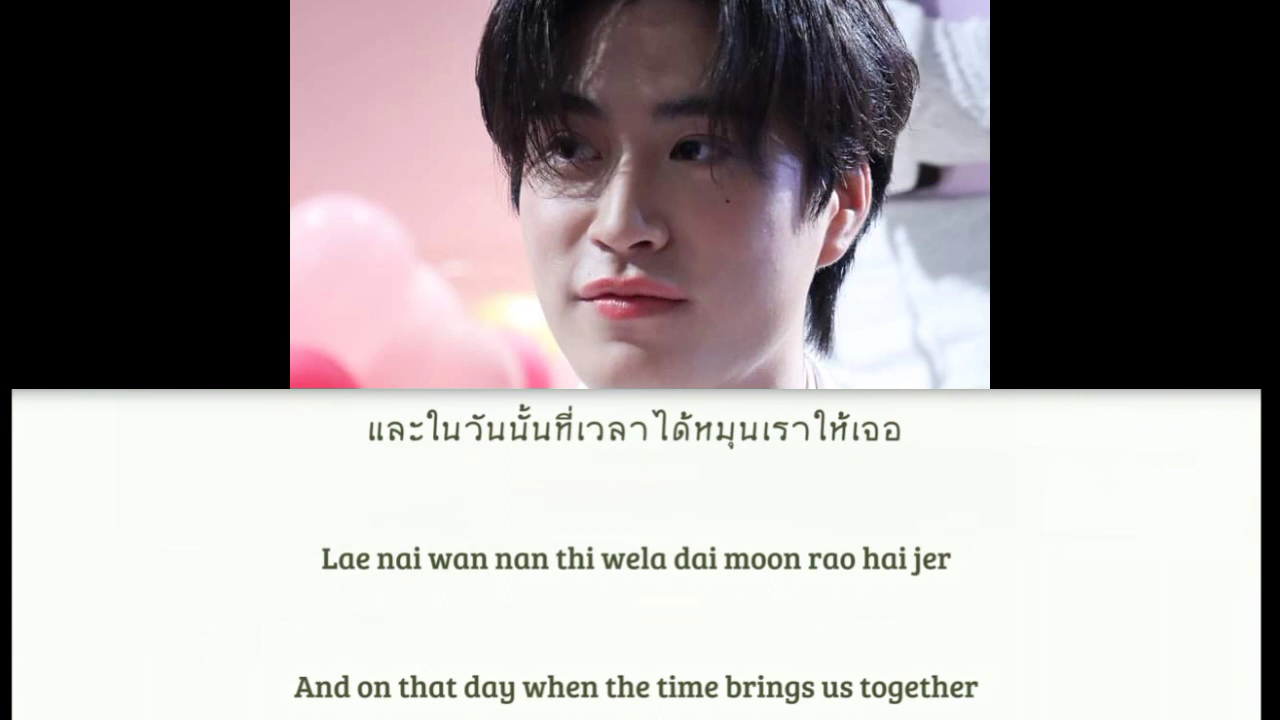 และในวันนั้นที่เวลาได้หมุนเราให้เจอ
Lae nai wan nan thi wela dai moon rao hai jer
And on that day when the time brings us together